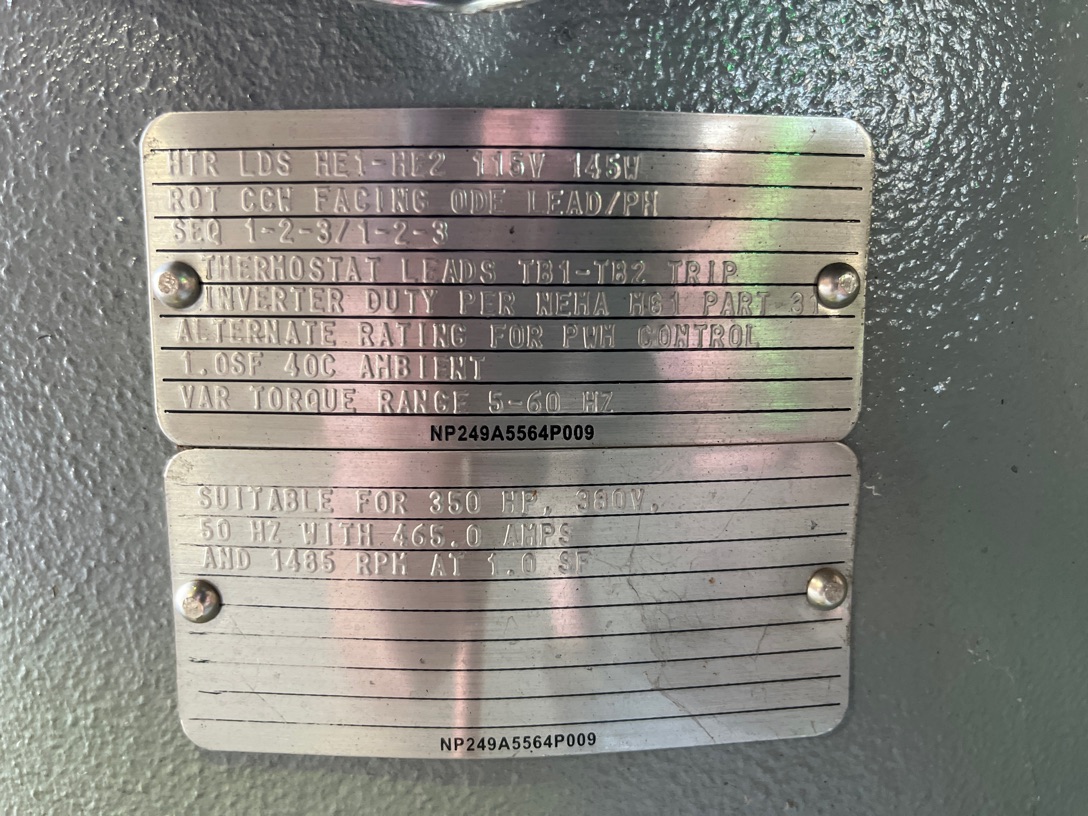 HTR LDS HE1-HE2 115V 145W
ROT CCW FACING ODE LEAD/PH
SEQ 1-2-3/1-2-3
THERMOSTAT LEADS TB1-TB2 TRIP
INVERTER DUTY PER NEMA MG1 PART 31
ALTERNATE RATING FOR PWM CONTROL
1.0SF 40C AMBIENT
VAR TORQUE RANGE 5-60 HZ
NP249A5564P009
SUITABLE FOR 350 HP, 380V,
50 HZ WITH 465.0 AMPS
AND 1485 RPM AT 1.0 SF
NP249A5564P009